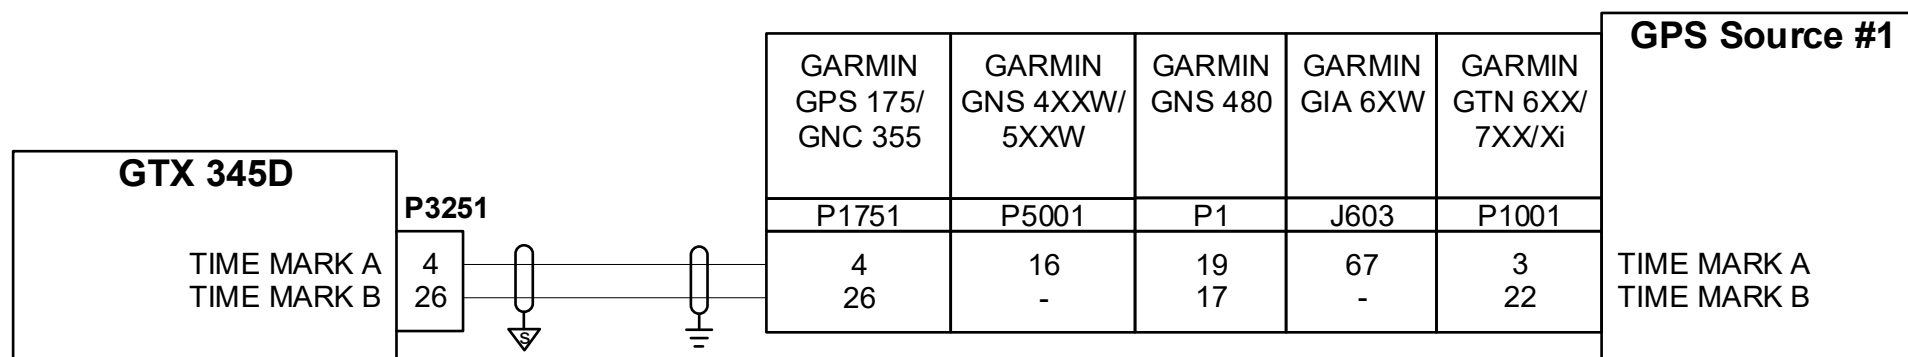 GPS Source #1
GARMIN GPS 175/ GNC 355
GARMIN GNS 4XXW/ 5XXW
GARMIN GNS 480
GARMIN GIA 6XW
GARMIN GTN 6XX/ 7XX/Xi
GTX 345D
P3251
P1751 P5001 P1 J603 P1001
TIME MARK A 4 4 16 19 67 3 TIME MARK A
TIME MARK B 26 26 - 17 - 22 TIME MARK B
S